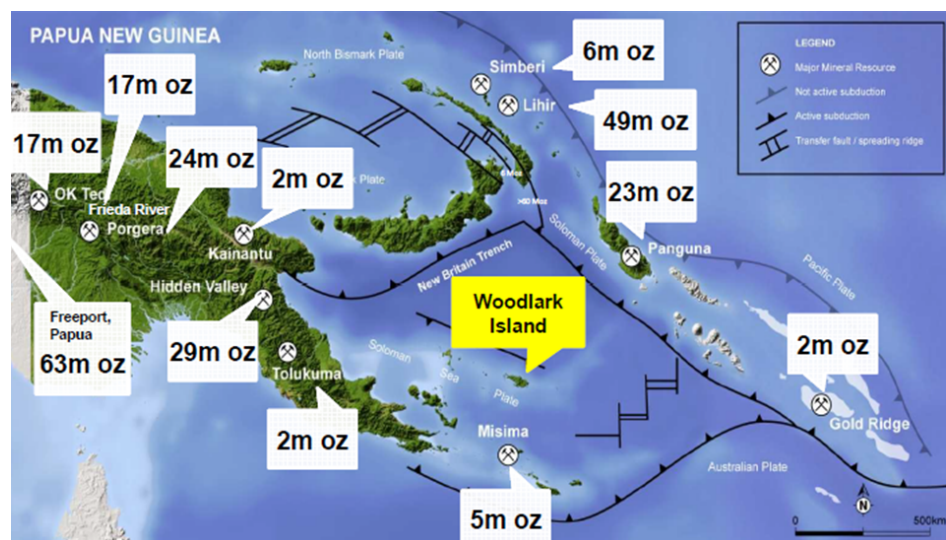 PAPUA NEW GUINEA
North Bismark Plate
Simberi
6m oz
LEGEND
Major Mineral Resource
Not active subduction
Active subduction
Transfer fault / spreading ridge
17m oz
Lihir
49m oz
17m oz
24m oz
2m oz
Plate
>60 Mos
23m oz
OK Ted
Frieda River
Porgera
Kainantu
Soloman Plate
Panguna
Pacific Plate
New Britain Trench
Hidden Valley
Woodlark
Island
Freeport,
Papua
63m oz
29m oz
Soloman
Sea
Plate
2m oz
Tolukuma
Gold Ridge
2m oz
Misima
Australian Plate
5m oz
N
0
500km